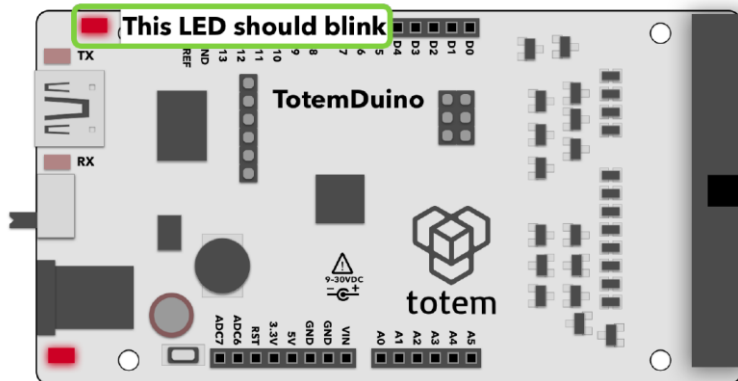 This LED should blink
TX
REF
ND
13
12
11
10
9
8
7
6
5
D4
D3
D2
D1
D0
TotemDuino
RX
9-30VDC
totem
ADC7
ADC6
RST
3.3V
5V
GND
GND
VIN
A0
A1
A2
A3
A4
A5